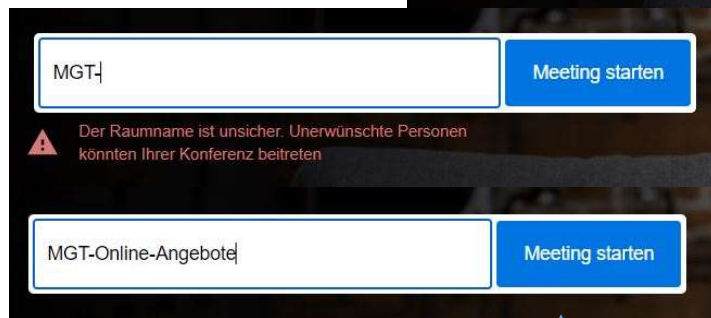 MGT-
Meeting starten
Der Raumname ist unsicher. Unerwünschte Personen
könnten Ihrer Konferenz beitreten
MGT-Online-Angebote
Meeting starten